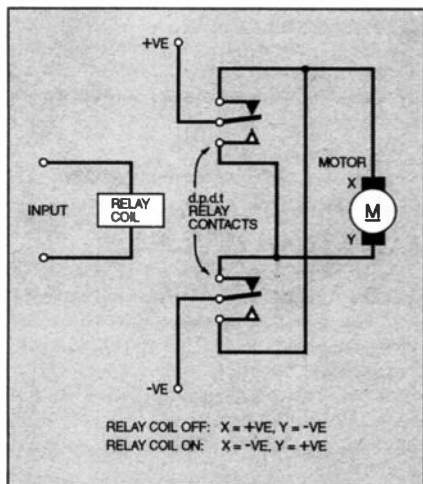 +VE
MOTOR
X
INPUT
RELAY
COIL
d.p.d.t
RELAY
CONTACTS
M
Y
-VE
RELAY COIL OFF: X = +VE, Y = -VE
RELAY COIL ON: X = -VE, Y = +VE